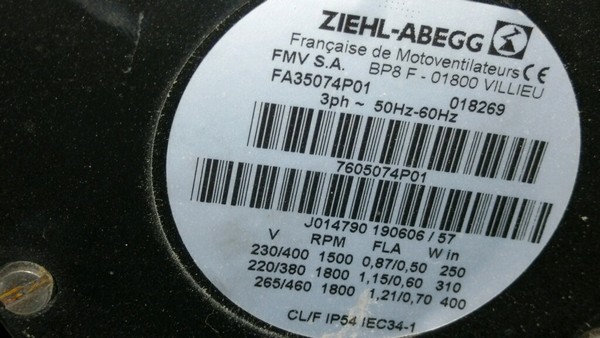 ZIEHL-ABEGG
Française de Motoventilateurs CE
FMV S.A. BP8 F - 01800 VILLIEU
FA35074P01 018269
3ph ~ 50Hz-60Hz
7605074P01
J014790 190606 / 57
V RPM FLA W in
230/400 1500 0,87/0,50 250
220/380 1800 1,15/0,60 310
265/460 1800 1,21/0,70 400
CL/F IP54 IEC34-1